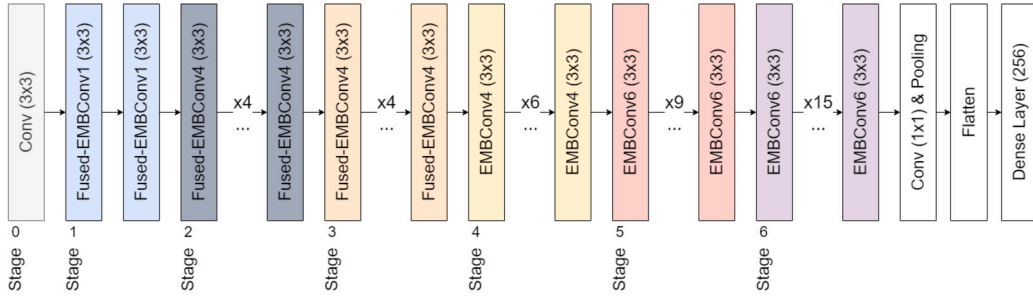 Conv (3x3)
Fused-EMBConv1 (3x3)
Fused-EMBConv1 (3x3)
Fused-EMBConv4 (3x3)
x4
...
Fused-EMBConv4 (3x3)
Fused-EMBConv4 (3x3)
x4
...
Fused-EMBConv4 (3x3)
EMBConv4 (3x3)
x6
...
EMBConv4 (3x3)
EMBConv6 (3x3)
x9
...
EMBConv6 (3x3)
EMBConv6 (3x3)
x15
...
EMBConv6 (3x3)
Conv (1x1) & Pooling
Flatten
Dense Layer (256)
Stage 0
Stage 1
Stage 2
Stage 3
Stage 4
Stage 5
Stage 6